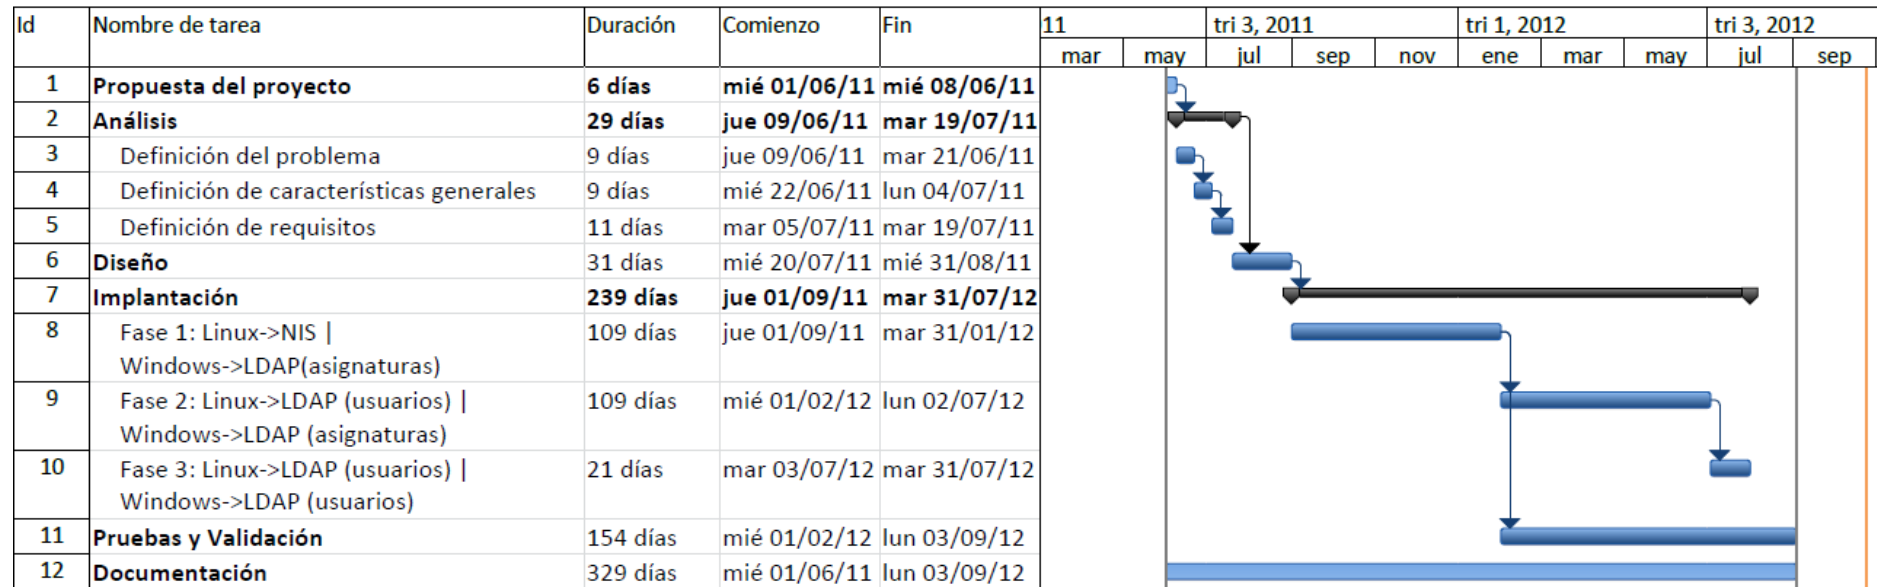 Id Nombre de tarea Duración Comienzo Fin 11 tri 3, 2011 tri 1, 2012 tri 3, 2012
mar may jul sep nov ene mar may jul sep
1 Propuesta del proyecto 6 días mié 01/06/11 mié 08/06/11
2 Análisis 29 días jue 09/06/11 mar 19/07/11
3 Definición del problema 9 días jue 09/06/11 mar 21/06/11
4 Definición de características generales 9 días mié 22/06/11 lun 04/07/11
5 Definición de requisitos 11 días mar 05/07/11 mar 19/07/11
6 Diseño 31 días mié 20/07/11 mié 31/08/11
7 Implantación 239 días jue 01/09/11 mar 31/07/12
8 Fase 1: Linux->NIS | 109 días jue 01/09/11 mar 31/01/12
Windows->LDAP(asignaturas)
9 Fase 2: Linux->LDAP (usuarios) | 109 días mié 01/02/12 lun 02/07/12
Windows->LDAP (asignaturas)
10 Fase 3: Linux->LDAP (usuarios) | 21 días mar 03/07/12 mar 31/07/12
Windows->LDAP (usuarios)
11 Pruebas y Validación 154 días mié 01/02/12 lun 03/09/12
12 Documentación 329 días mié 01/06/11 lun 03/09/12